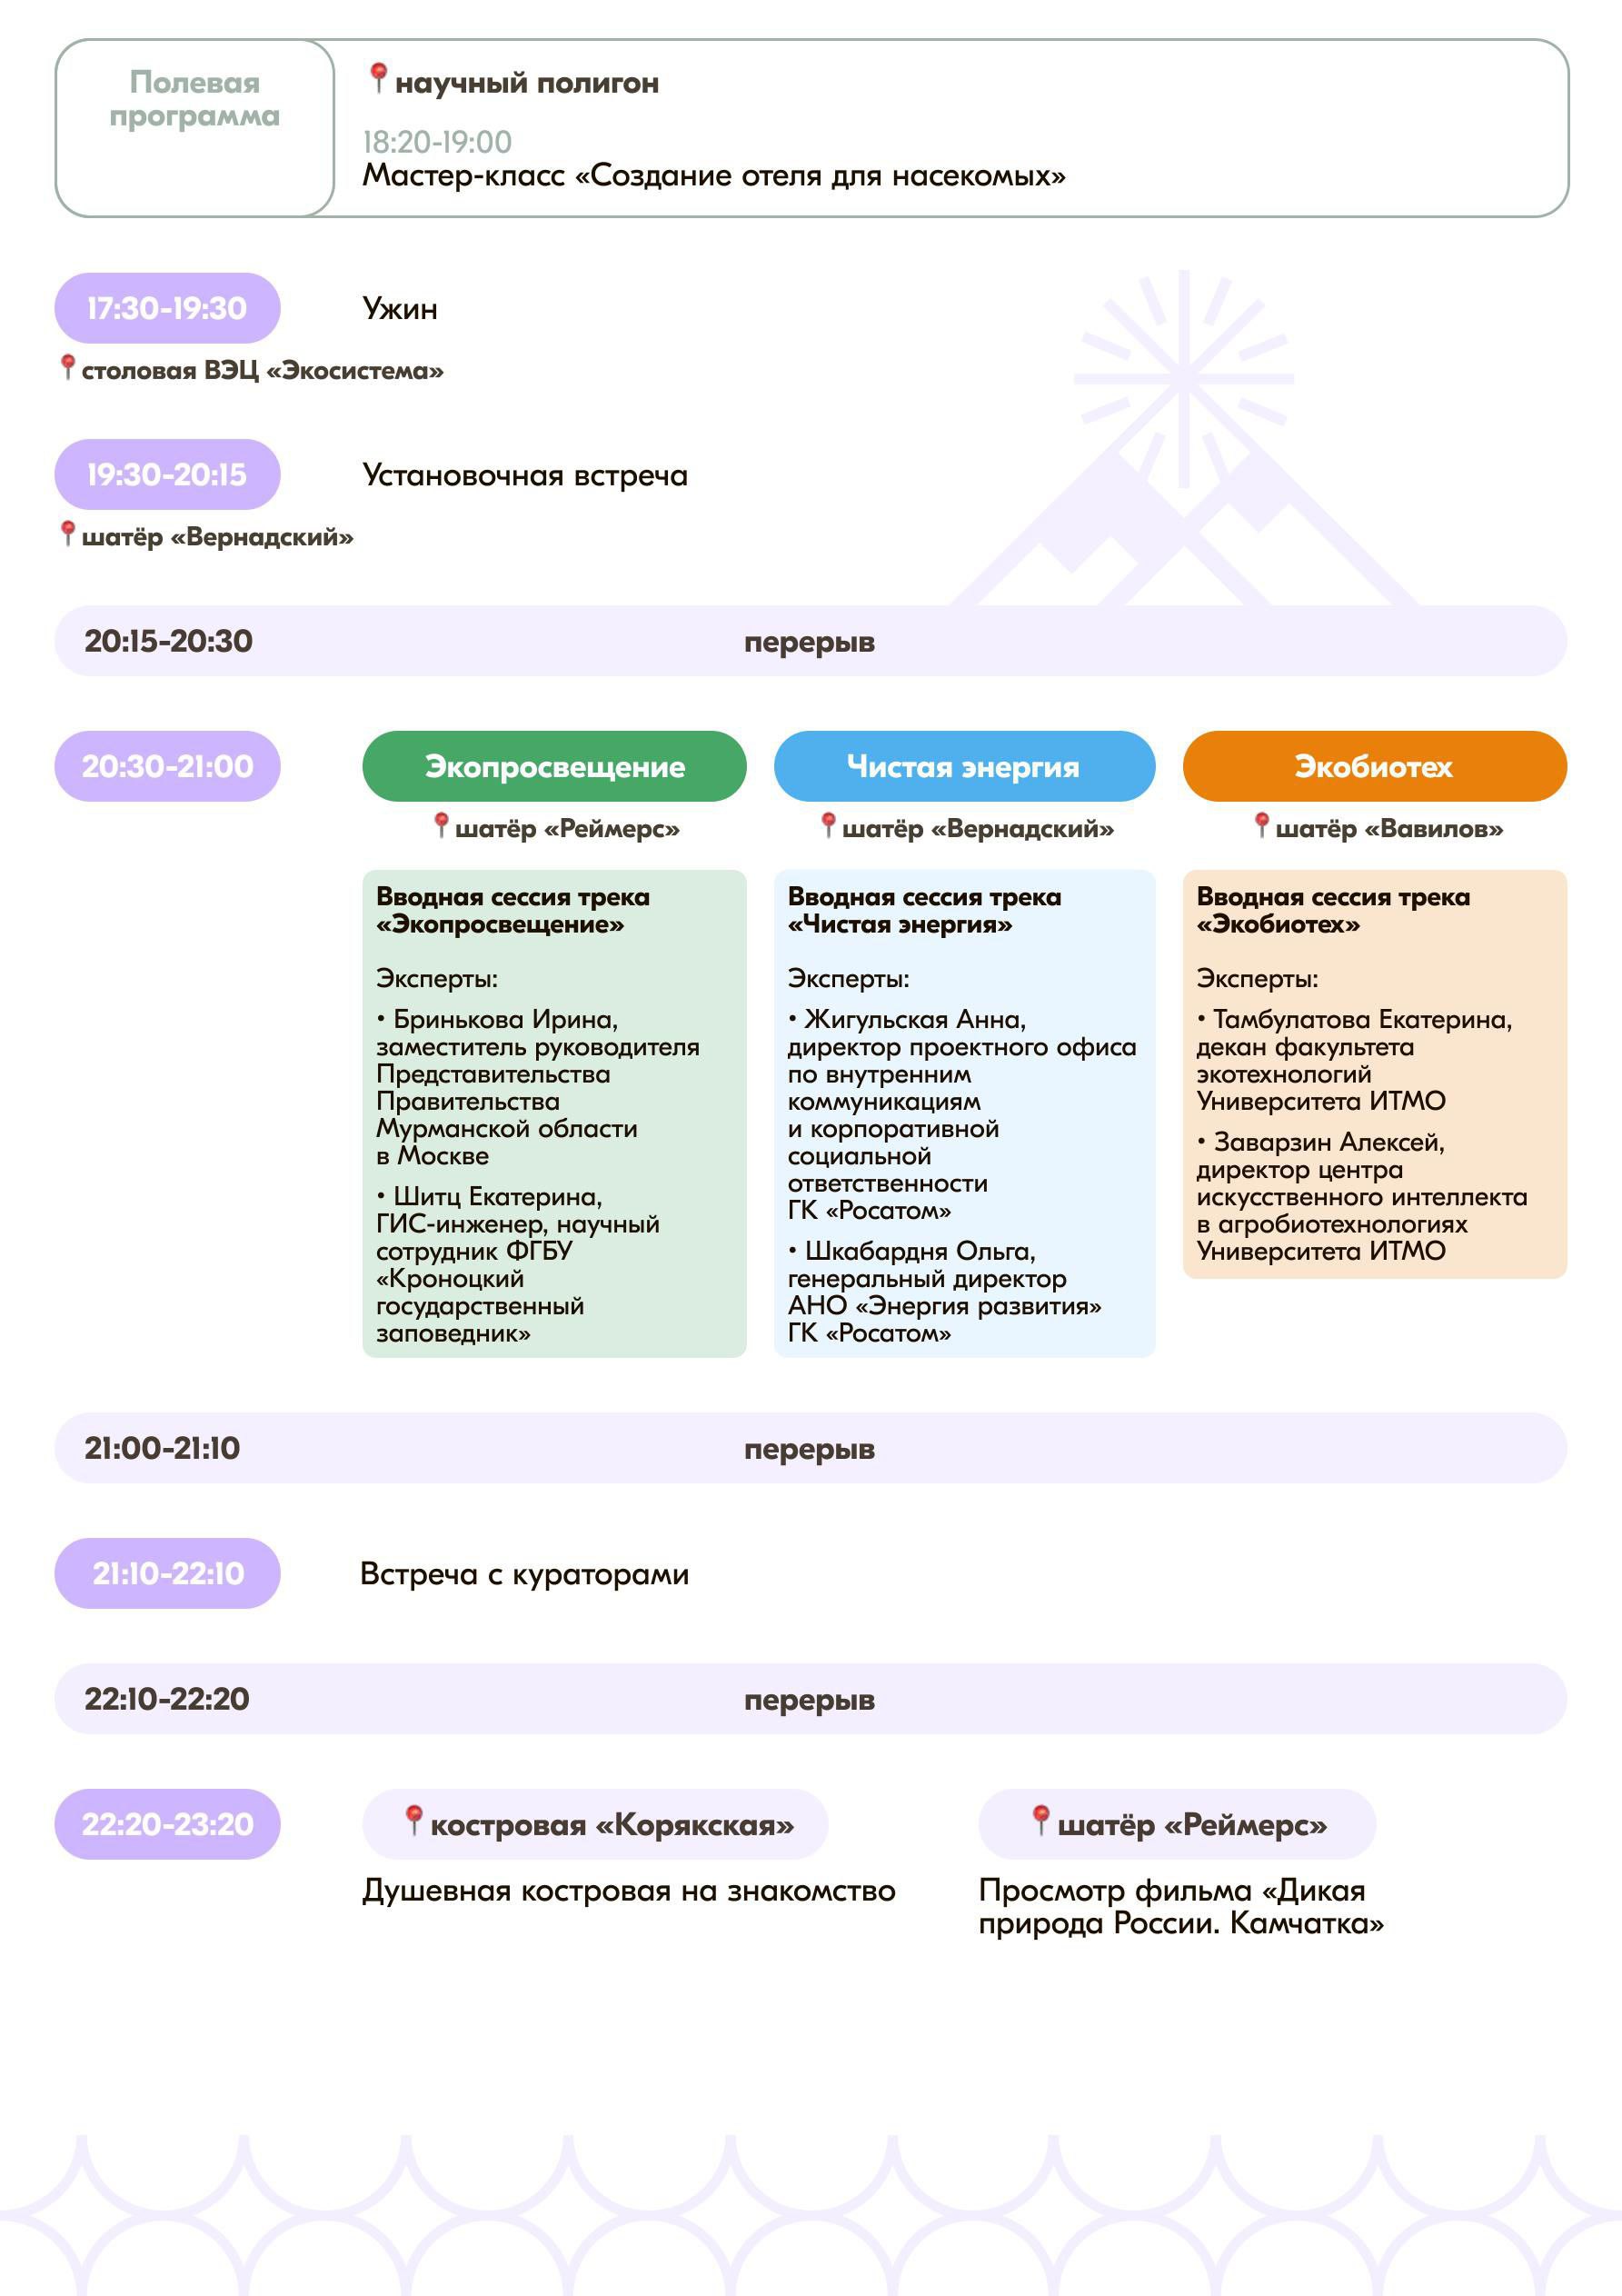 Полевая
программа
научный полигон
18:20-19:00
Мастер-класс «Создание отеля для насекомых»
17:30-19:30
Ужин
столовая ВЭЦ «Экосистема»
19:30-20:15
Установочная встреча
шатёр «Вернадский»
20:15-20:30
перерыв
20:30-21:00
Экопросвещение
шатёр «Реймерс»
Вводная сессия трека
«Экопросвещение»
Эксперты:
• Бринькова Ирина,
заместитель руководителя
Представительства
Правительства
Мурманской области
в Москве
• Шитц Екатерина,
ГИС-инженер, научный
сотрудник ФГБУ
«Кроноцкий
государственный
заповедник»
Чистая энергия
шатёр «Вернадский»
Вводная сессия трека
«Чистая энергия»
Эксперты:
• Жигульская Анна,
директор проектного офиса
по внутренним
коммуникациям
и корпоративной
социальной
ответственности
ГК «Росатом»
• Шкабардня Ольга,
генеральный директор
АНО «Энергия развития»
ГК «Росатом»
Экобиотех
шатёр «Вавилов»
Вводная сессия трека
«Экобиотех»
Эксперты:
• Тамбулатова Екатерина,
декан факультета
экотехнологий
Университета ИТМО
• Заварзин Алексей,
директор центра
искусственного интеллекта
в агробиотехнологиях
Университета ИТМО
21:00-21:10
перерыв
21:10-22:10
Встреча с кураторами
22:10-22:20
перерыв
22:20-23:20
костровая «Корякская»
Душевная костровая на знакомство
шатёр «Реймерс»
Просмотр фильма «Дикая
природа России. Камчатка»